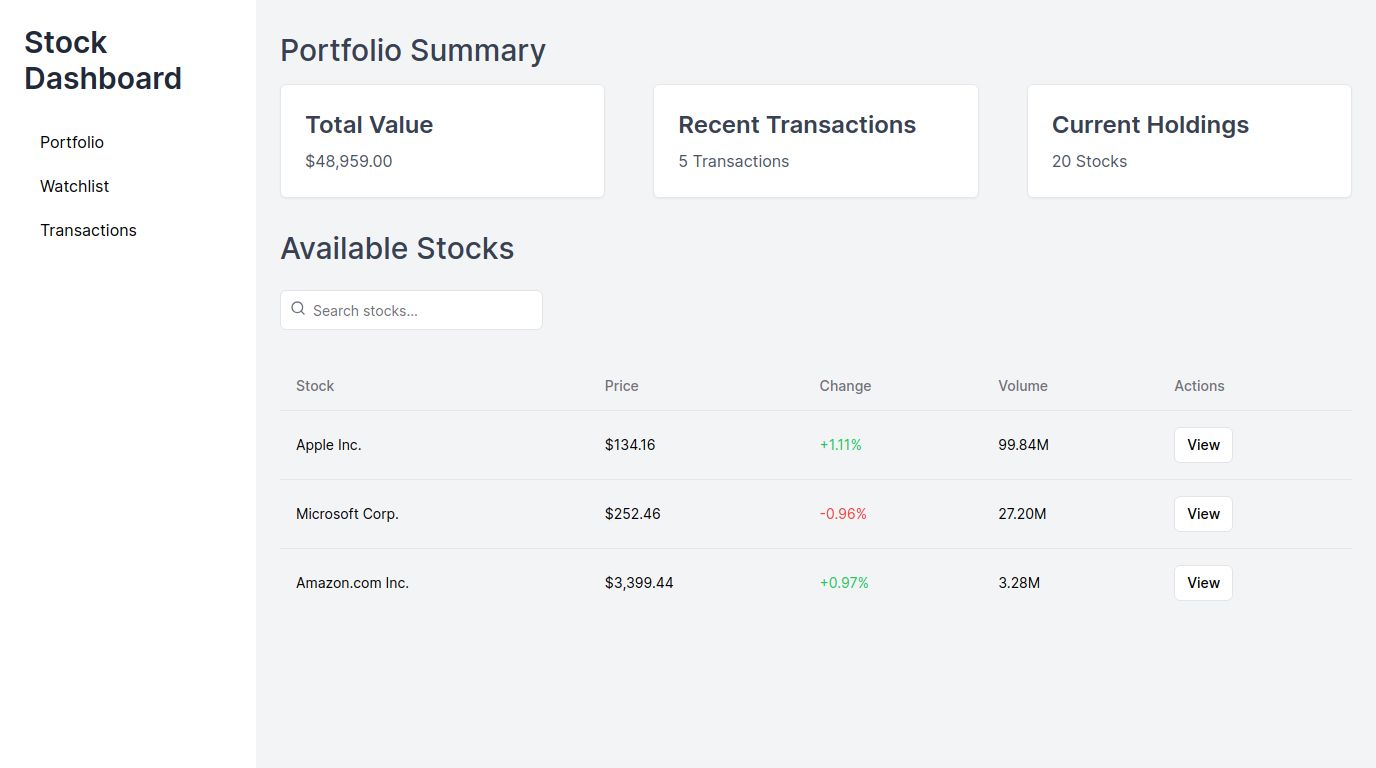 Stock
Dashboard
Portfolio
Watchlist
Transactions
Portfolio Summary
Total Value
$48,959.00
Recent Transactions
5 Transactions
Current Holdings
20 Stocks
Available Stocks
Search stocks...
Stock Price Change Volume Actions
Apple Inc. $134.16 +1.11% 99.84M View
Microsoft Corp. $252.46 -0.96% 27.20M View
Amazon.com Inc. $3,399.44 +0.97% 3.28M View